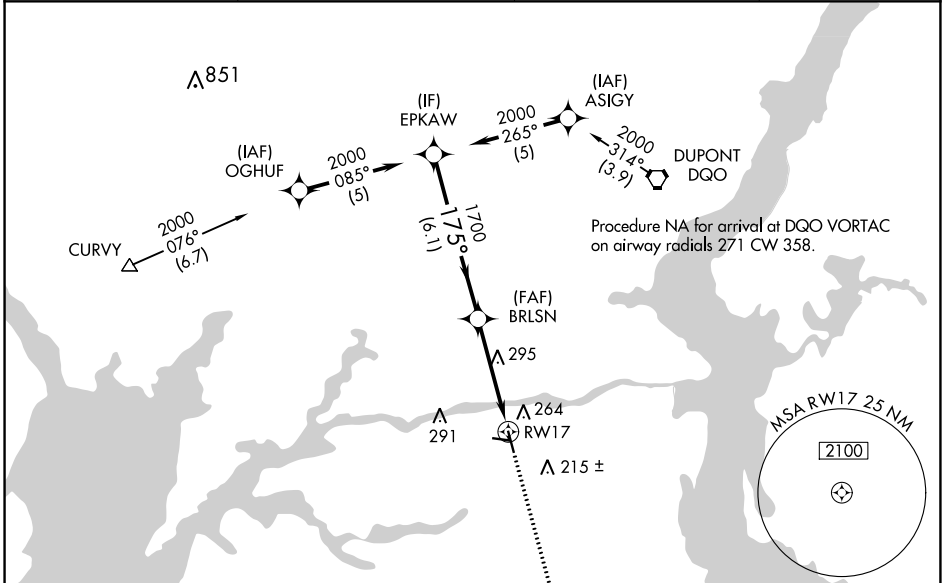 851
(IF)
EPKAW
(IAF)
ASIGY
2000
265°
(5)
(IAF)
OGHUF
2000
085°
(5)
2000
314°
(3.9)
DUPONT
DQO
2000
076°
(6.7)
CURVY
1700
175°
(6.1)
Procedure NA for arrival at DQO VORTAC
on airway radials 271 CW 358.
(FAF)
BRLSN
295
264
291
RW17
215 ±
MSA RW17 25 NM
2100